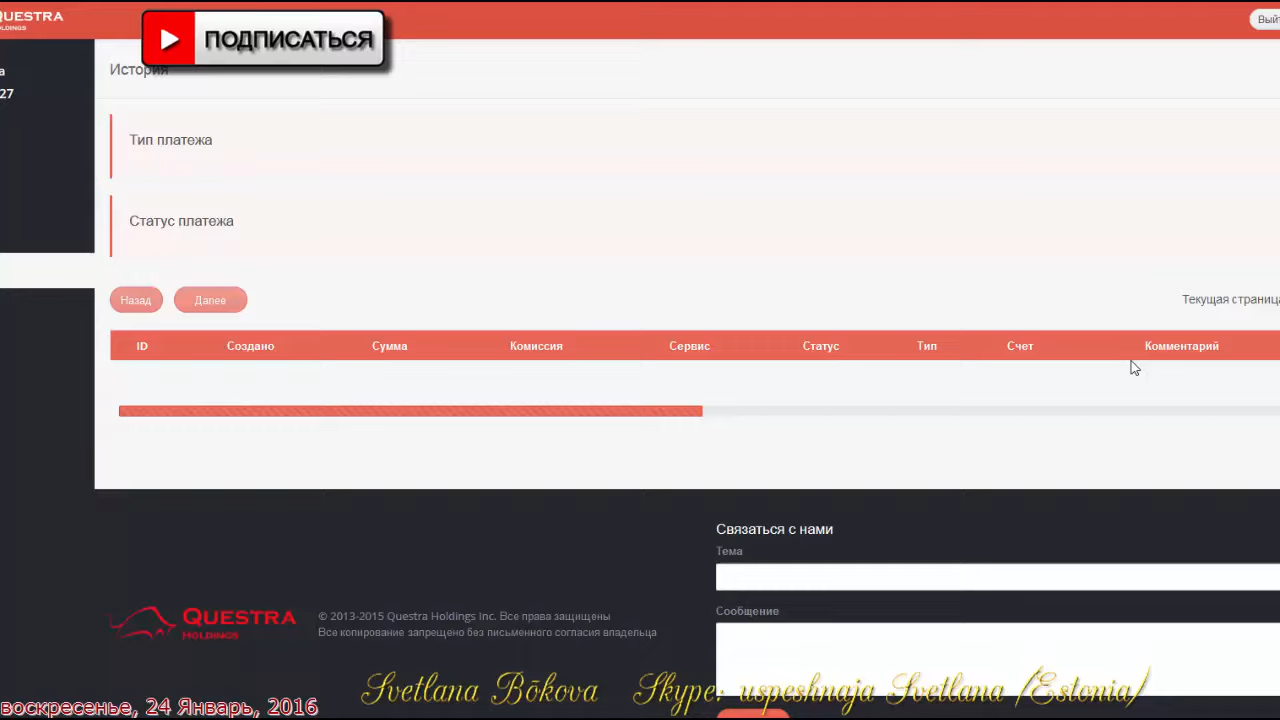 QUESTRA
HOLDINGS
ПОДПИСАТЬСЯ
История
27
Тип платежа
Статус платежа
Назад
Далее
Текущая страница
ID
Создано
Сумма
Комиссия
Сервис
Статус
Тип
Счет
Комментарий
Связаться с нами
Тема
Сообщение
QUESTRA
HOLDINGS
© 2013-2015 Questra Holdings Inc. Все права защищены
Все копирование запрещено без письменного согласия владельца
Svetlana Bõkova Skype: uspeshnaja Svetlana (Estonia)
воскресенье, 24 Январь, 2016